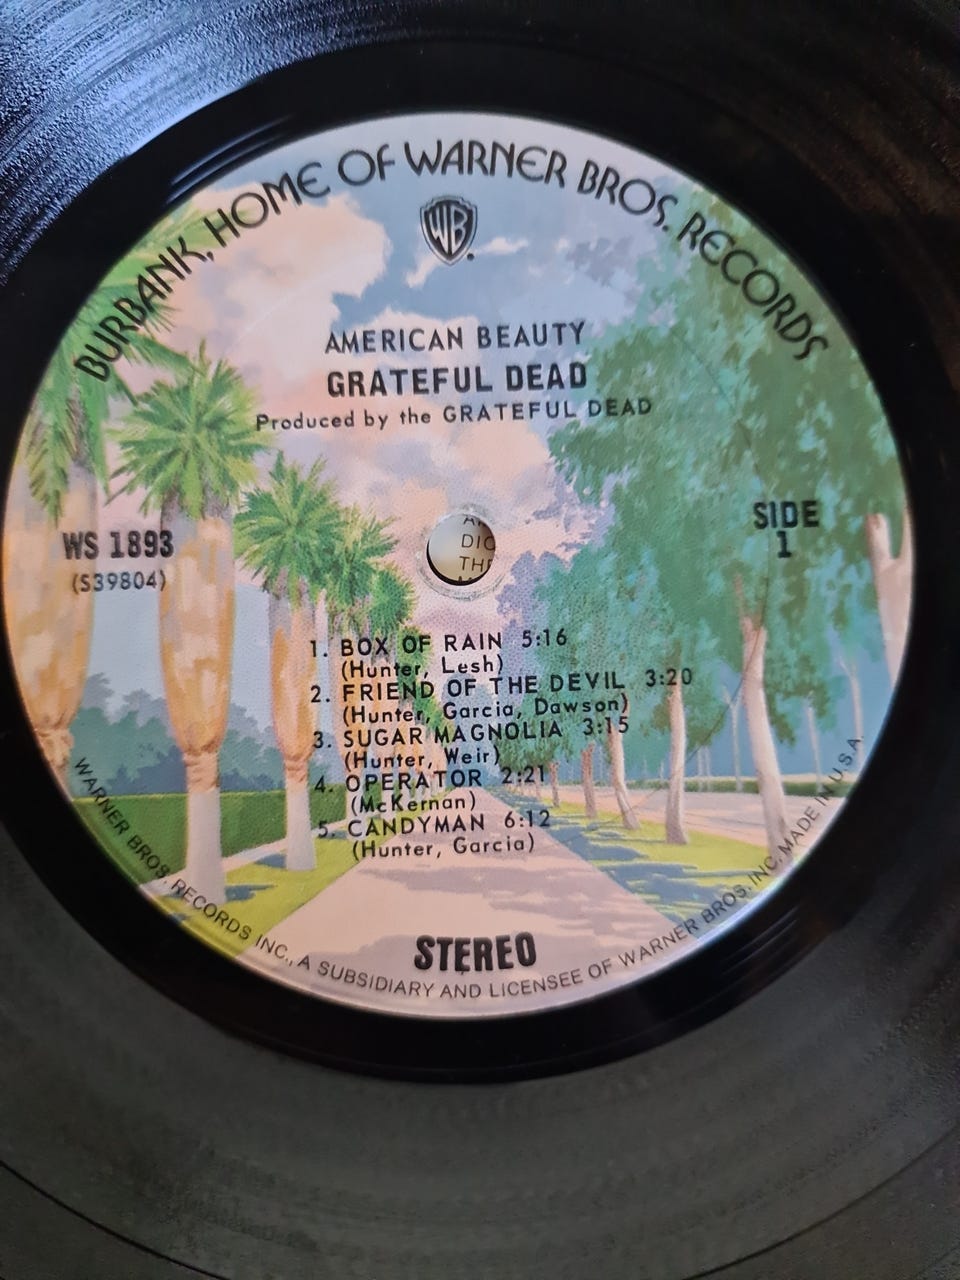 BURBANK, HOME OF WARNER BROS. RECORDS
WB
AMERICAN BEAUTY
GRATEFUL DEAD
Produced by the GRATEFUL DEAD
WS 1893
(S39804)
SIDE
1
DIC
THE
1. BOX OF RAIN 5:16
(Hunter, Lesh)
2. FRIEND OF THE DEVIL 3:20
(Hunter, Garcia, Dawson)
3. SUGAR MAGNOLIA 3:15
(Hunter, Weir)
4. OPERATOR 2:21
(McKernan)
5. CANDYMAN 6:12
(Hunter, Garcia)
STEREO
WARNER BROS. RECORDS INC., A SUBSIDIARY AND LICENSEE OF WARNER BROS. INC. MADE IN U.S.A.